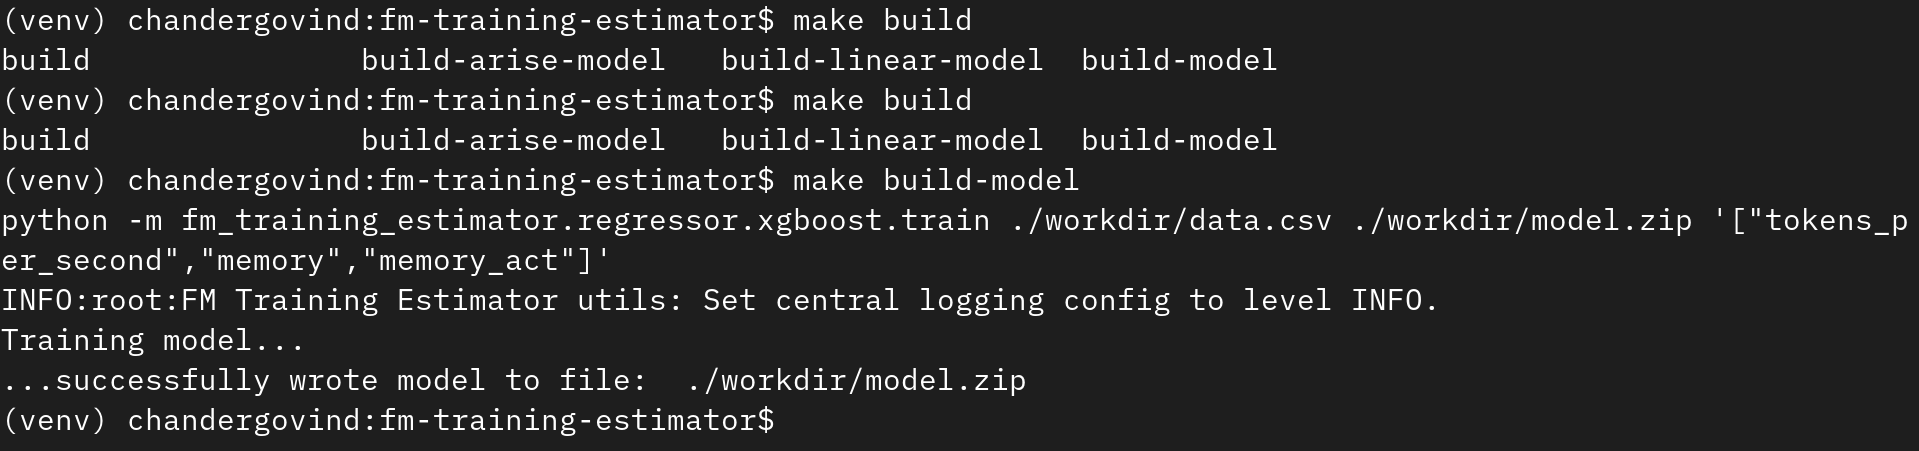 (venv) chandergovind:fm-training-estimator$ make build
build               build-arise-model   build-linear-model  build-model
(venv) chandergovind:fm-training-estimator$ make build
build               build-arise-model   build-linear-model  build-model
(venv) chandergovind:fm-training-estimator$ make build-model
python -m fm_training_estimator.regressor.xgboost.train ./workdir/data.csv ./workdir/model.zip '["tokens_p
er_second","memory","memory_act"]'
INFO:root:FM Training Estimator utils: Set central logging config to level INFO.
Training model...
...successfully wrote model to file:  ./workdir/model.zip
(venv) chandergovind:fm-training-estimator$